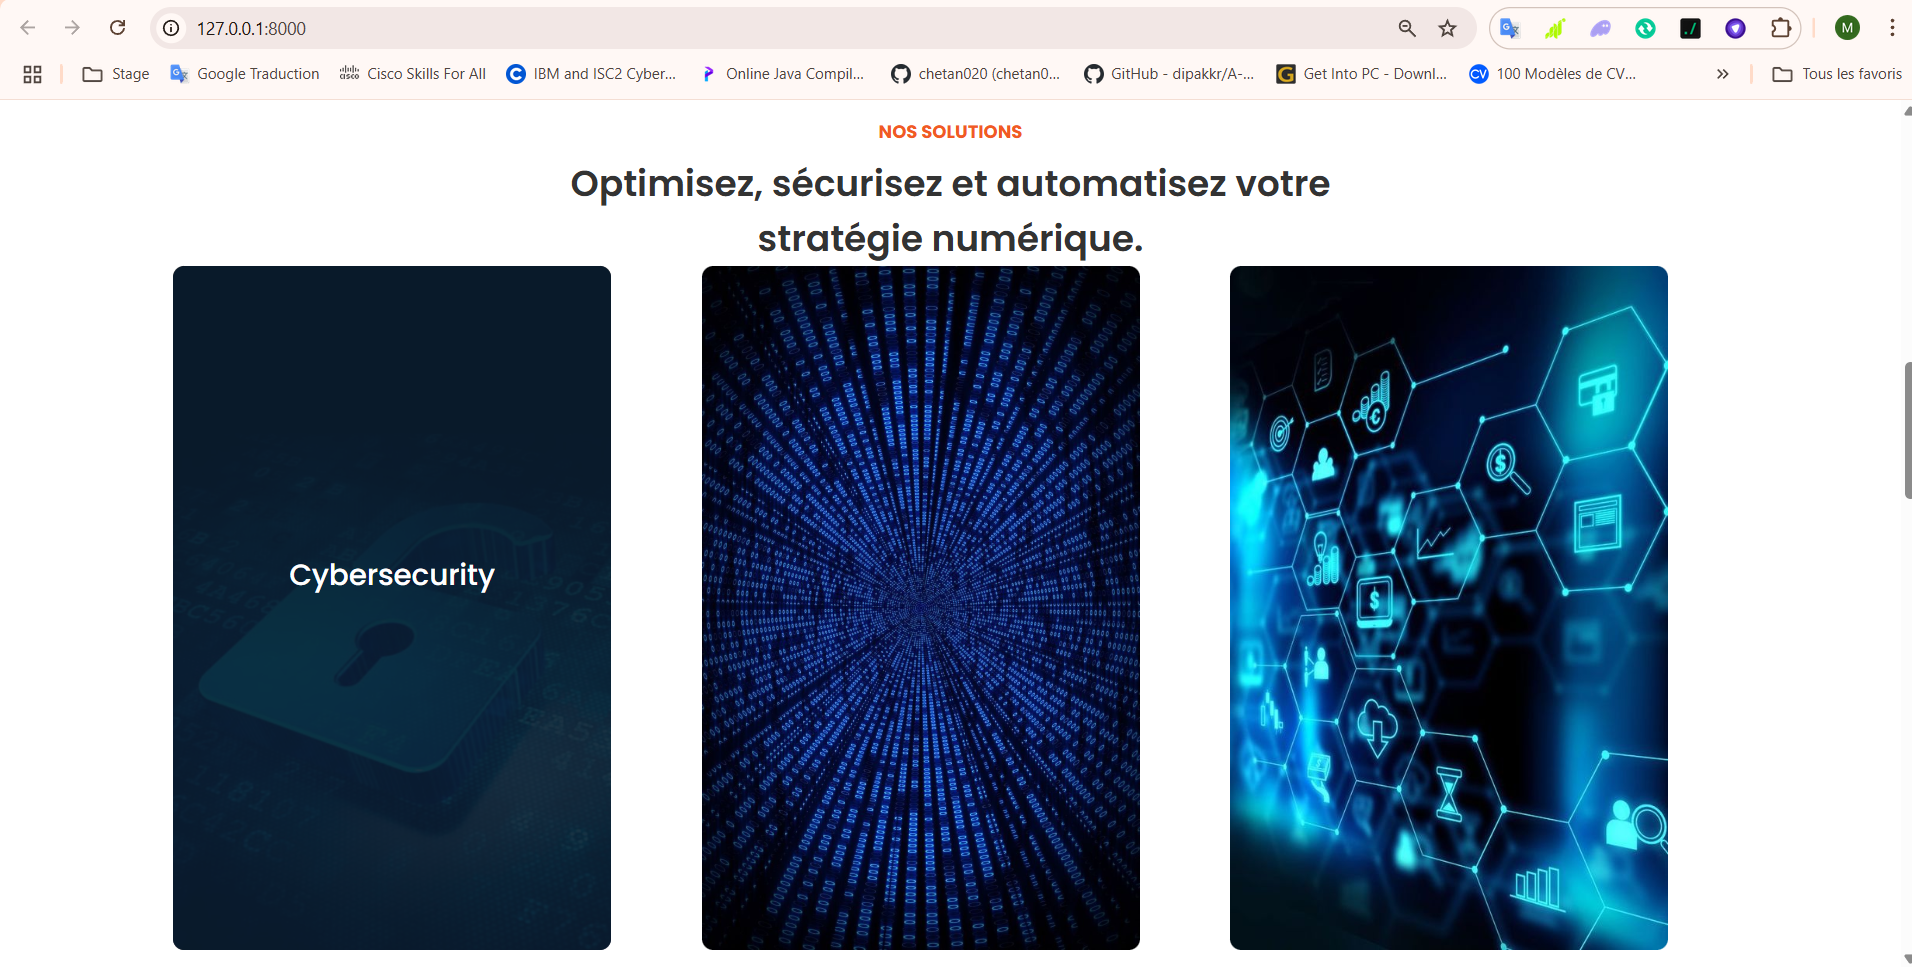 127.0.0.1:8000
M
Stage
Google Traduction
Cisco Skills For All
IBM and ISC2 Cyber...
Online Java Compil...
chetan020 (chetan0...
GitHub - dipakkr/A-...
Get Into PC - Downl...
CV
100 Modèles de CV...
Tous les favoris
NOS SOLUTIONS
Optimisez, sécurisez et automatisez votre
stratégie numérique.
Cybersecurity